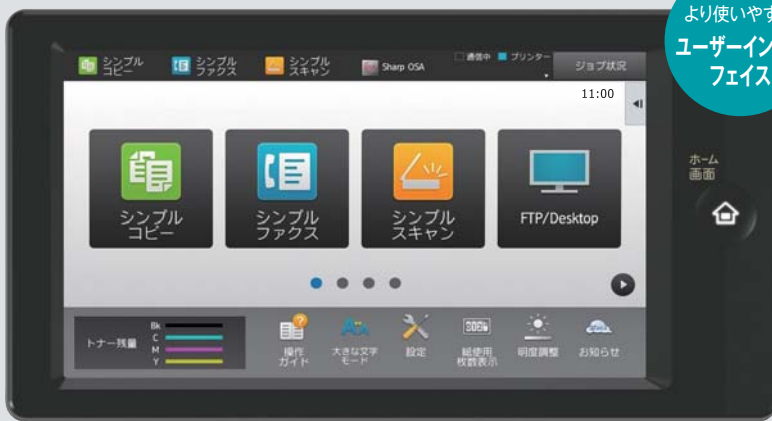 より使いやす
ユーザーイン
フェイス
シンプル
コピー
シンプル
ファクス
シンプル
スキャン
Sharp OSA
通信中
プリンター
ジョブ状況
11:00
シンプル
コピー
シンプル
ファクス
シンプル
スキャン
FTP/Desktop
トナー残量
Bk
C
M
Y
操作
ガイド
大きな文字
モード
設定
総使用
枚数表示
明度調整
お知らせ
ホーム
画面